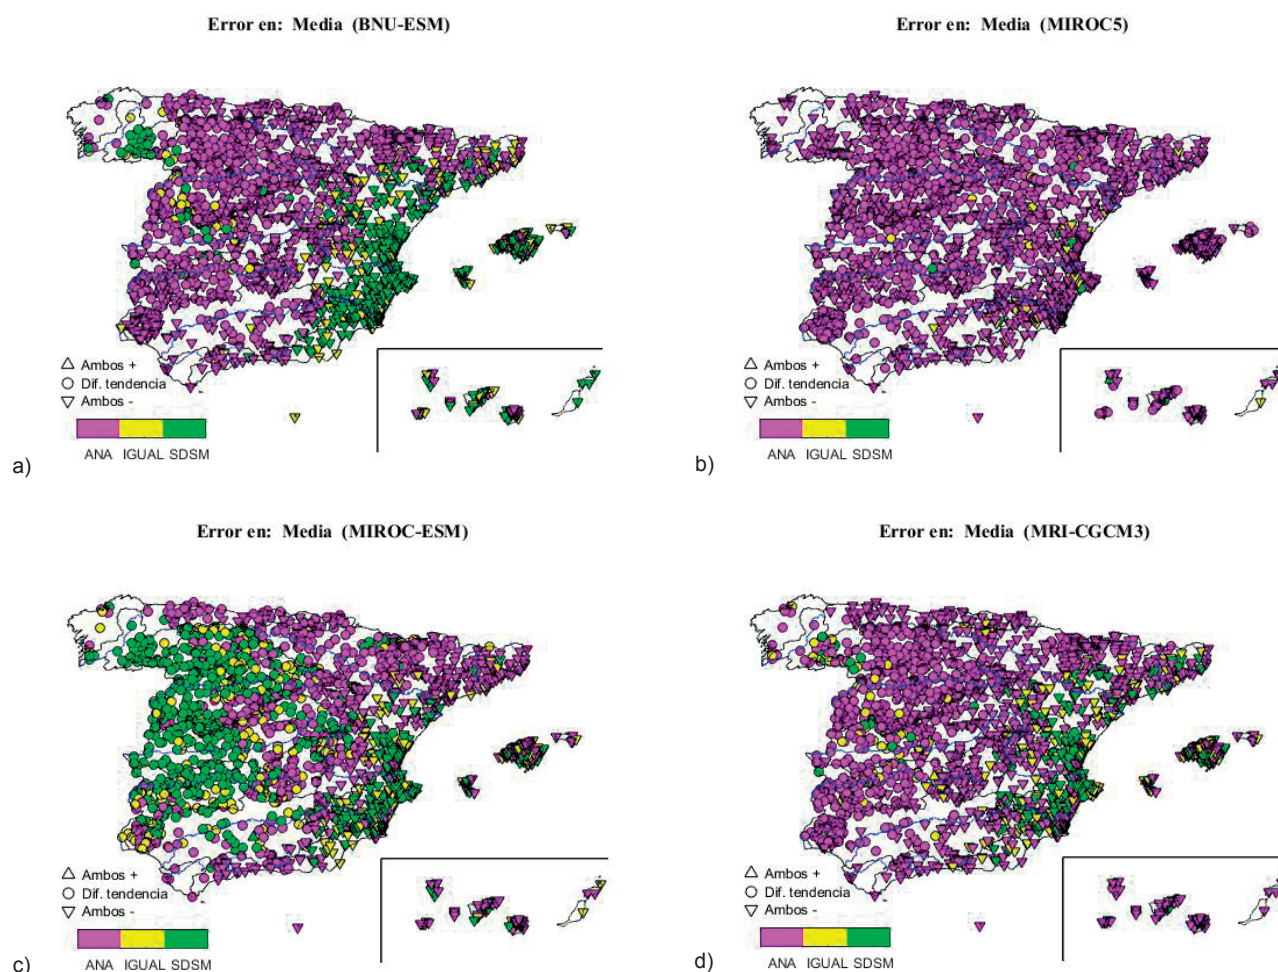 Error en: Media (BNU-ESM)
Ambos +
Dif. tendencia
Ambos -
ANA IGUAL SDSM
a)
Error en: Media (MIROC5)
Ambos +
Dif. tendencia
Ambos -
ANA IGUAL SDSM
b)
Error en: Media (MIROC-ESM)
Ambos +
Dif. tendencia
Ambos -
ANA IGUAL SDSM
c)
Error en: Media (MRI-CGCM3)
Ambos +
Dif. tendencia
Ambos -
ANA IGUAL SDSM
d)